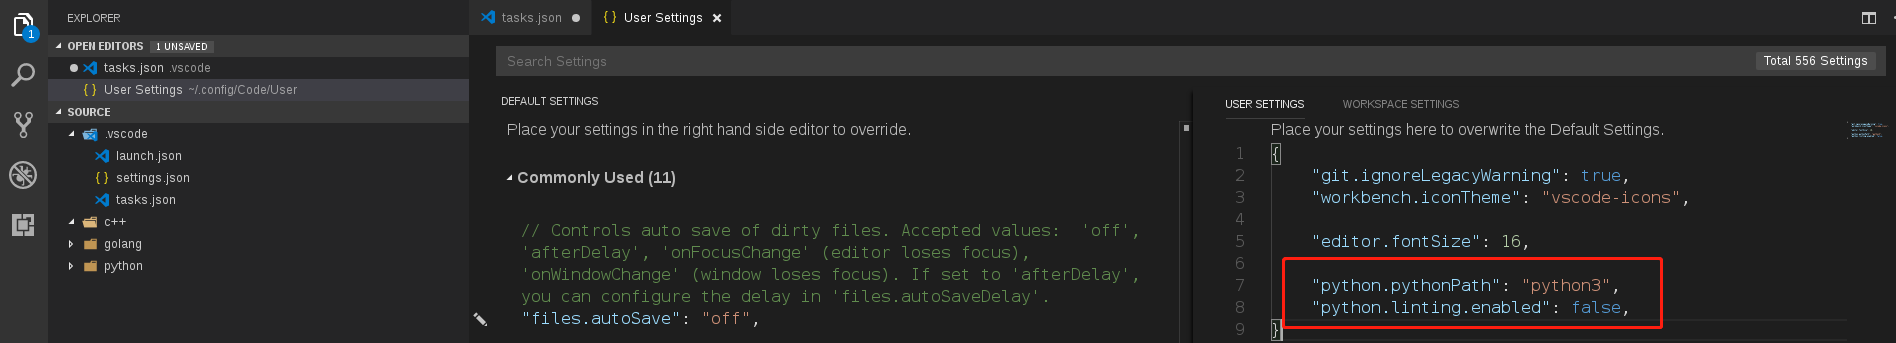 EXPLORER
OPEN EDITORS 1 UNSAVED
tasks.json .vscode
{ } User Settings ~/.config/Code/User
SOURCE
.vscode
launch.json
{ } settings.json
tasks.json
c++
golang
python
1
tasks.json
{ } User Settings
Search Settings
Total 556 Settings
DEFAULT SETTINGS
Place your settings in the right hand side editor to override.
Commonly Used (11)
// Controls auto save of dirty files. Accepted values:  'off',
'afterDelay', 'onFocusChange' (editor loses focus),
'onWindowChange' (window loses focus). If set to 'afterDelay',
you can configure the delay in 'files.autoSaveDelay'.
"files.autoSave": "off",
USER SETTINGS WORKSPACE SETTINGS
Place your settings here to overwrite the Default Settings.
1 {
2 "git.ignoreLegacyWarning": true,
3 "workbench.iconTheme": "vscode-icons",
4
5 "editor.fontSize": 16,
6
7 "python.pythonPath": "python3",
8 "python.linting.enabled": false,
9 }